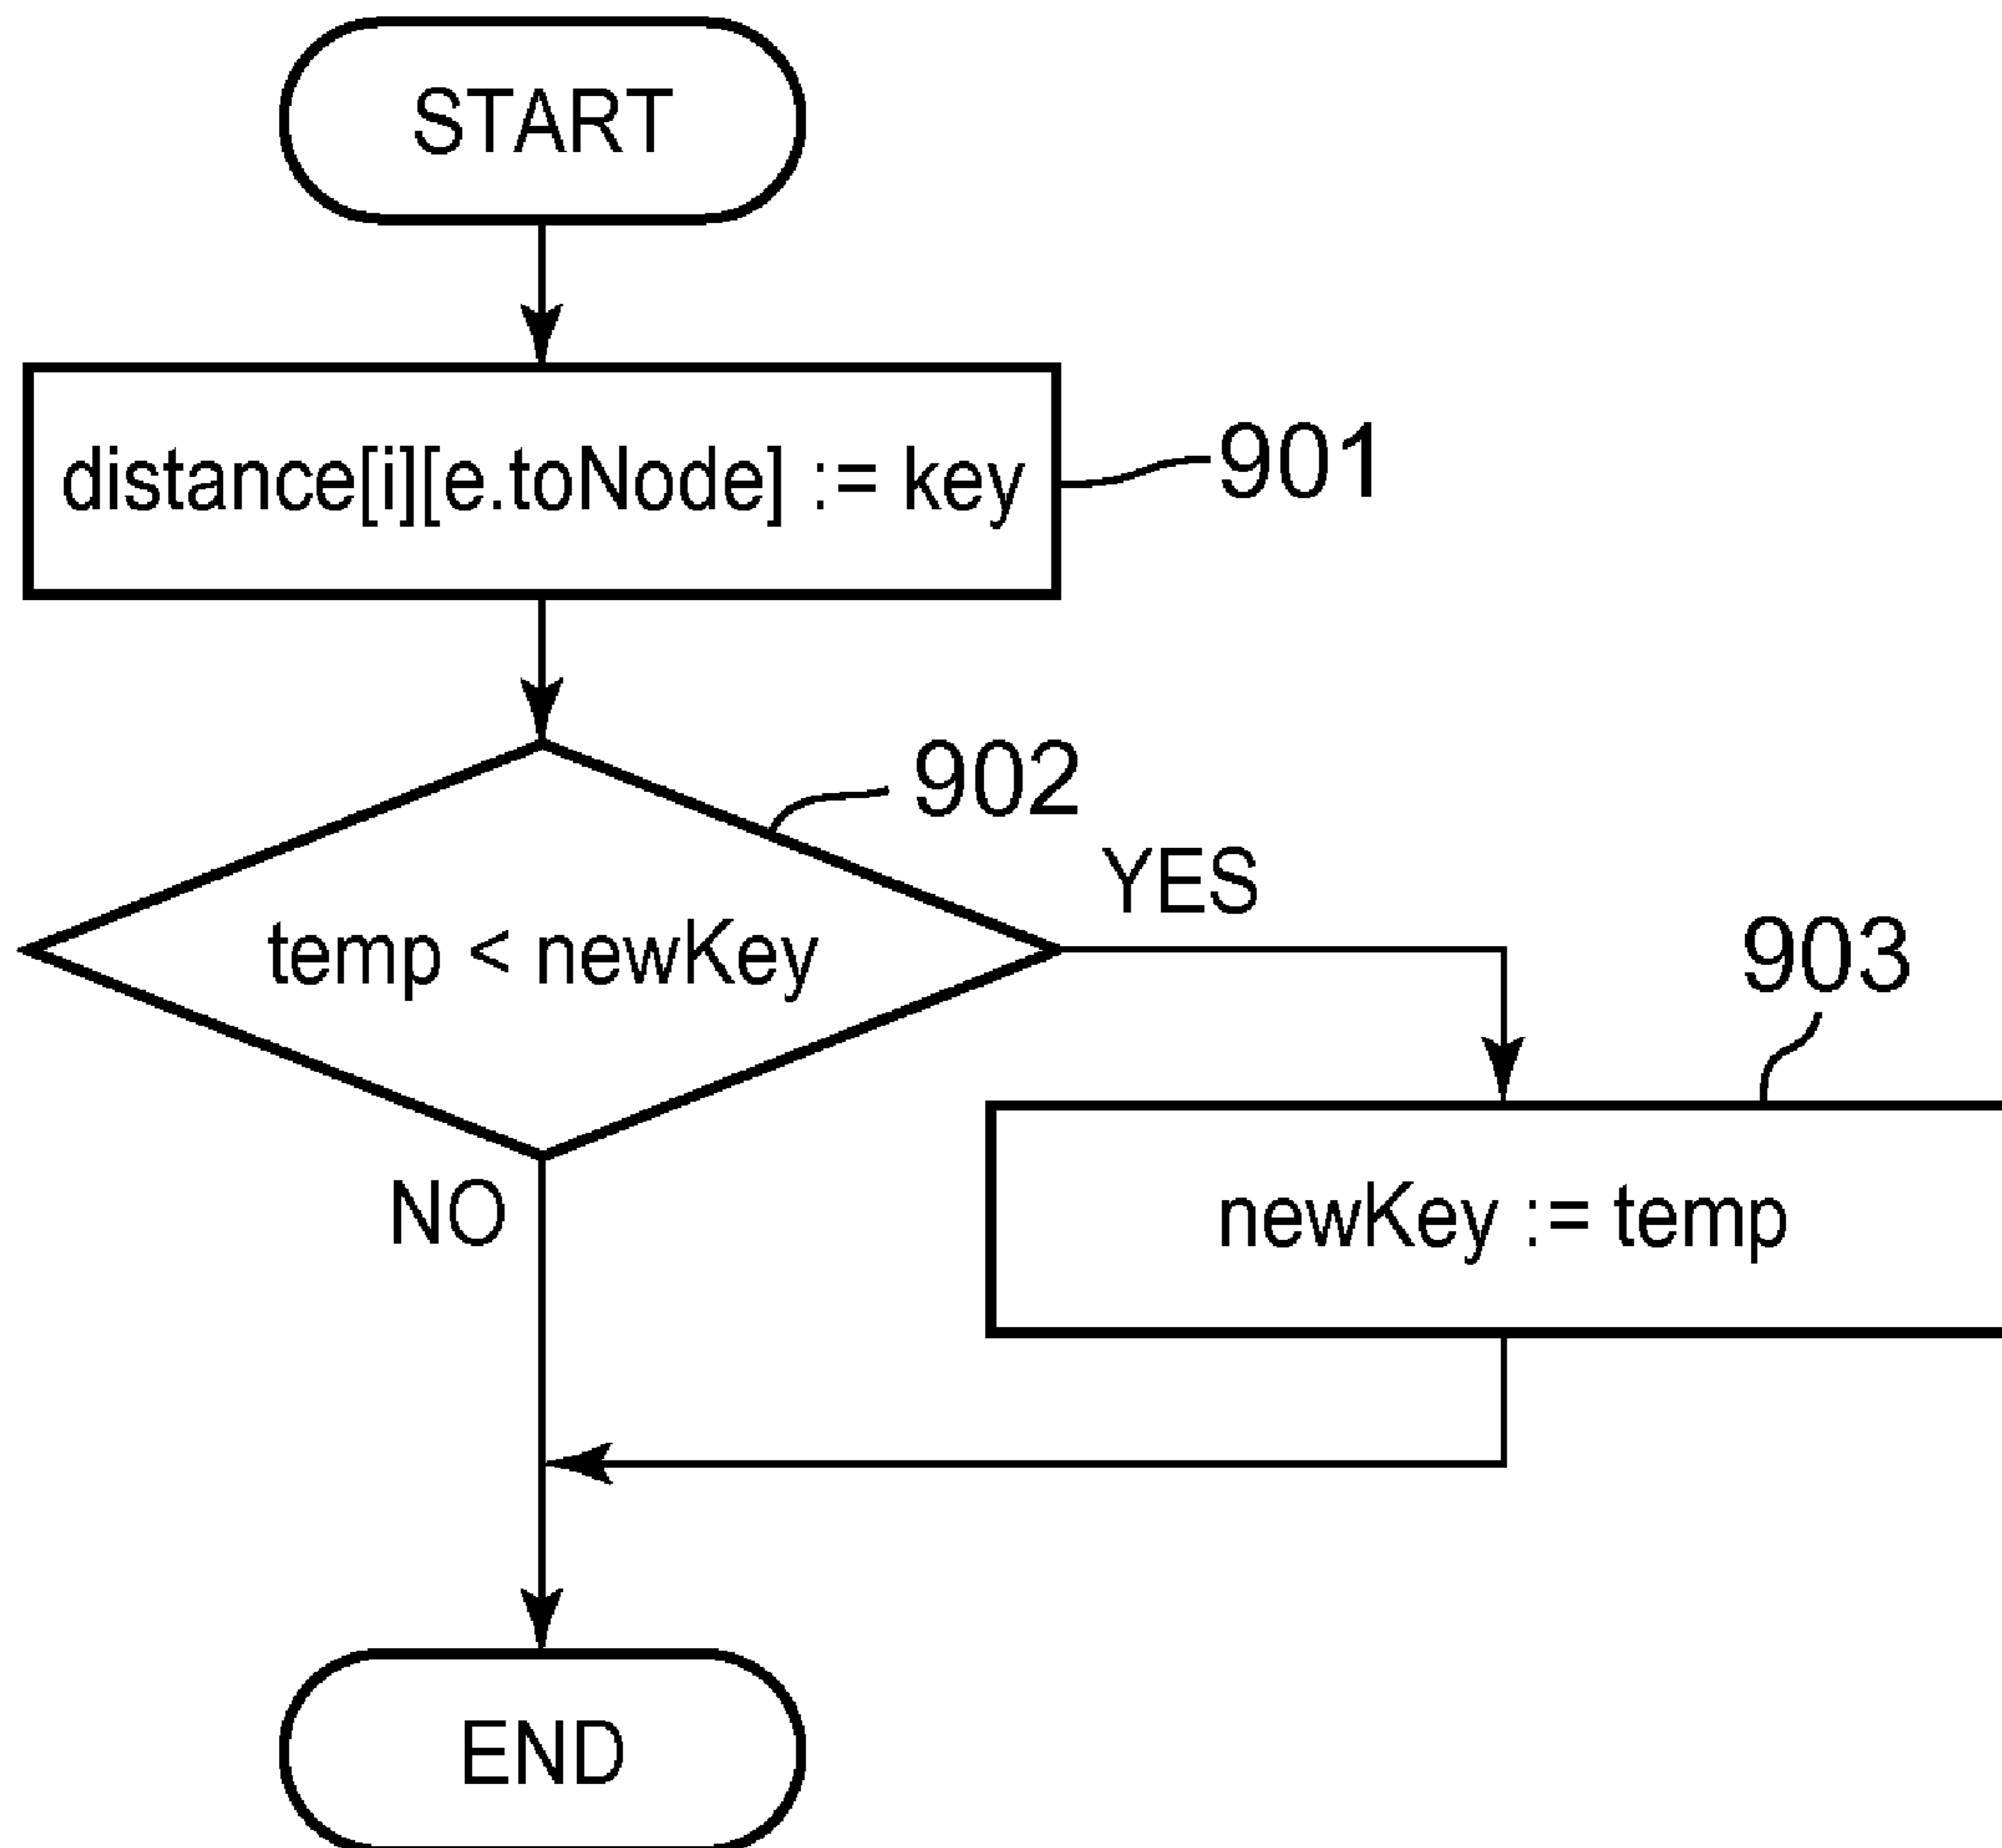 START
distance[i][e.toNode] := key
901
902
temp < newKey
YES
903
NO
newKey := temp
END